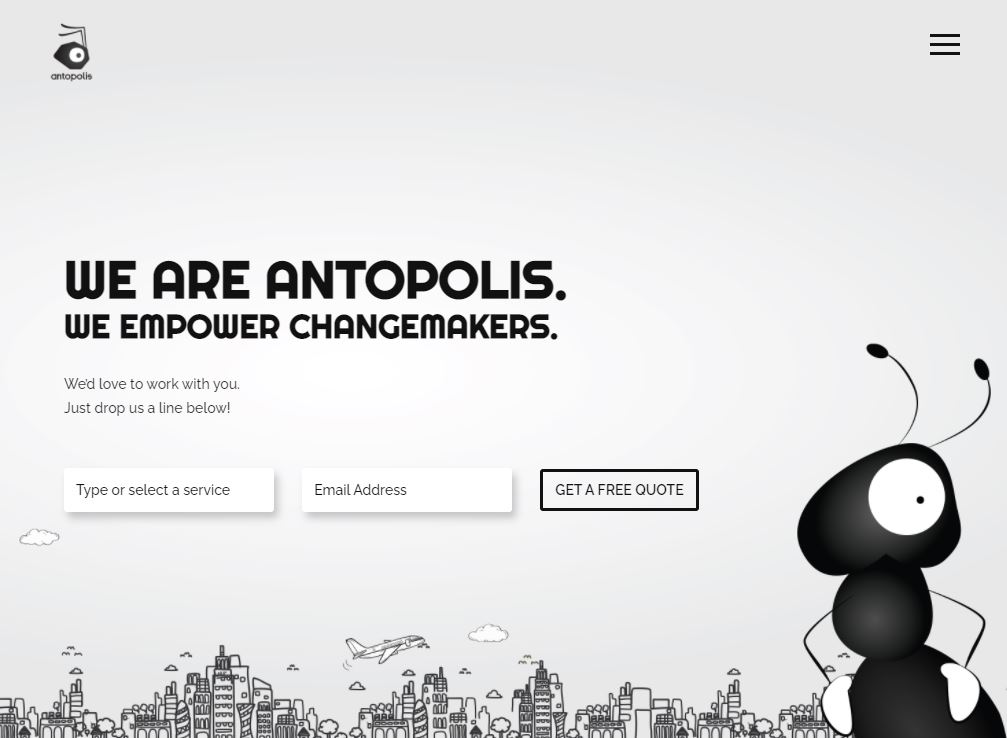 antopolis
WE ARE ANTOPOLIS.
WE EMPOWER CHANGEMAKERS.
We'd love to work with you.
Just drop us a line below!
Type or select a service
Email Address
GET A FREE QUOTE